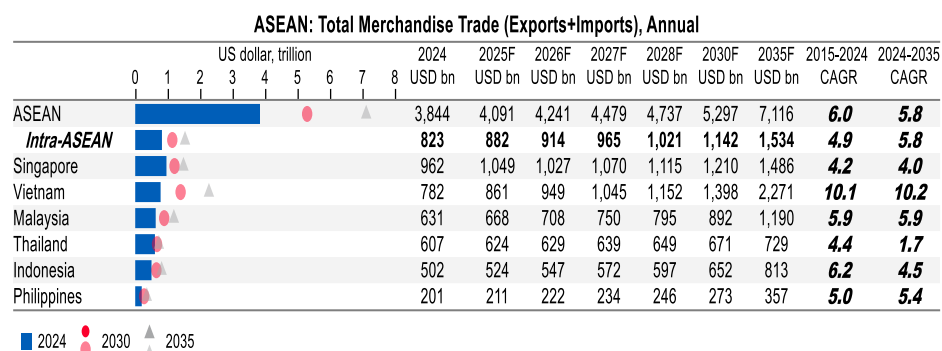 ASEAN: Total Merchandise Trade (Exports+Imports), Annual
US dollar, trillion 2024 2025F 2026F 2027F 2028F 2030F 2035F 2015-2024 2024-2035
0 1 2 3 4 5 6 7 8 USD bn USD bn USD bn USD bn USD bn USD bn USD bn CAGR CAGR
ASEAN 3,844 4,091 4,241 4,479 4,737 5,297 7,116 6.0 5.8
Intra-ASEAN 823 882 914 965 1,021 1,142 1,534 4.9 5.8
Singapore 962 1,049 1,027 1,070 1,115 1,210 1,486 4.2 4.0
Vietnam 782 861 949 1,045 1,152 1,398 2,271 10.1 10.2
Malaysia 631 668 708 750 795 892 1,190 5.9 5.9
Thailand 607 624 629 639 649 671 729 4.4 1.7
Indonesia 502 524 547 572 597 652 813 6.2 4.5
Philippines 201 211 222 234 246 273 357 5.0 5.4
2024 2030 2035